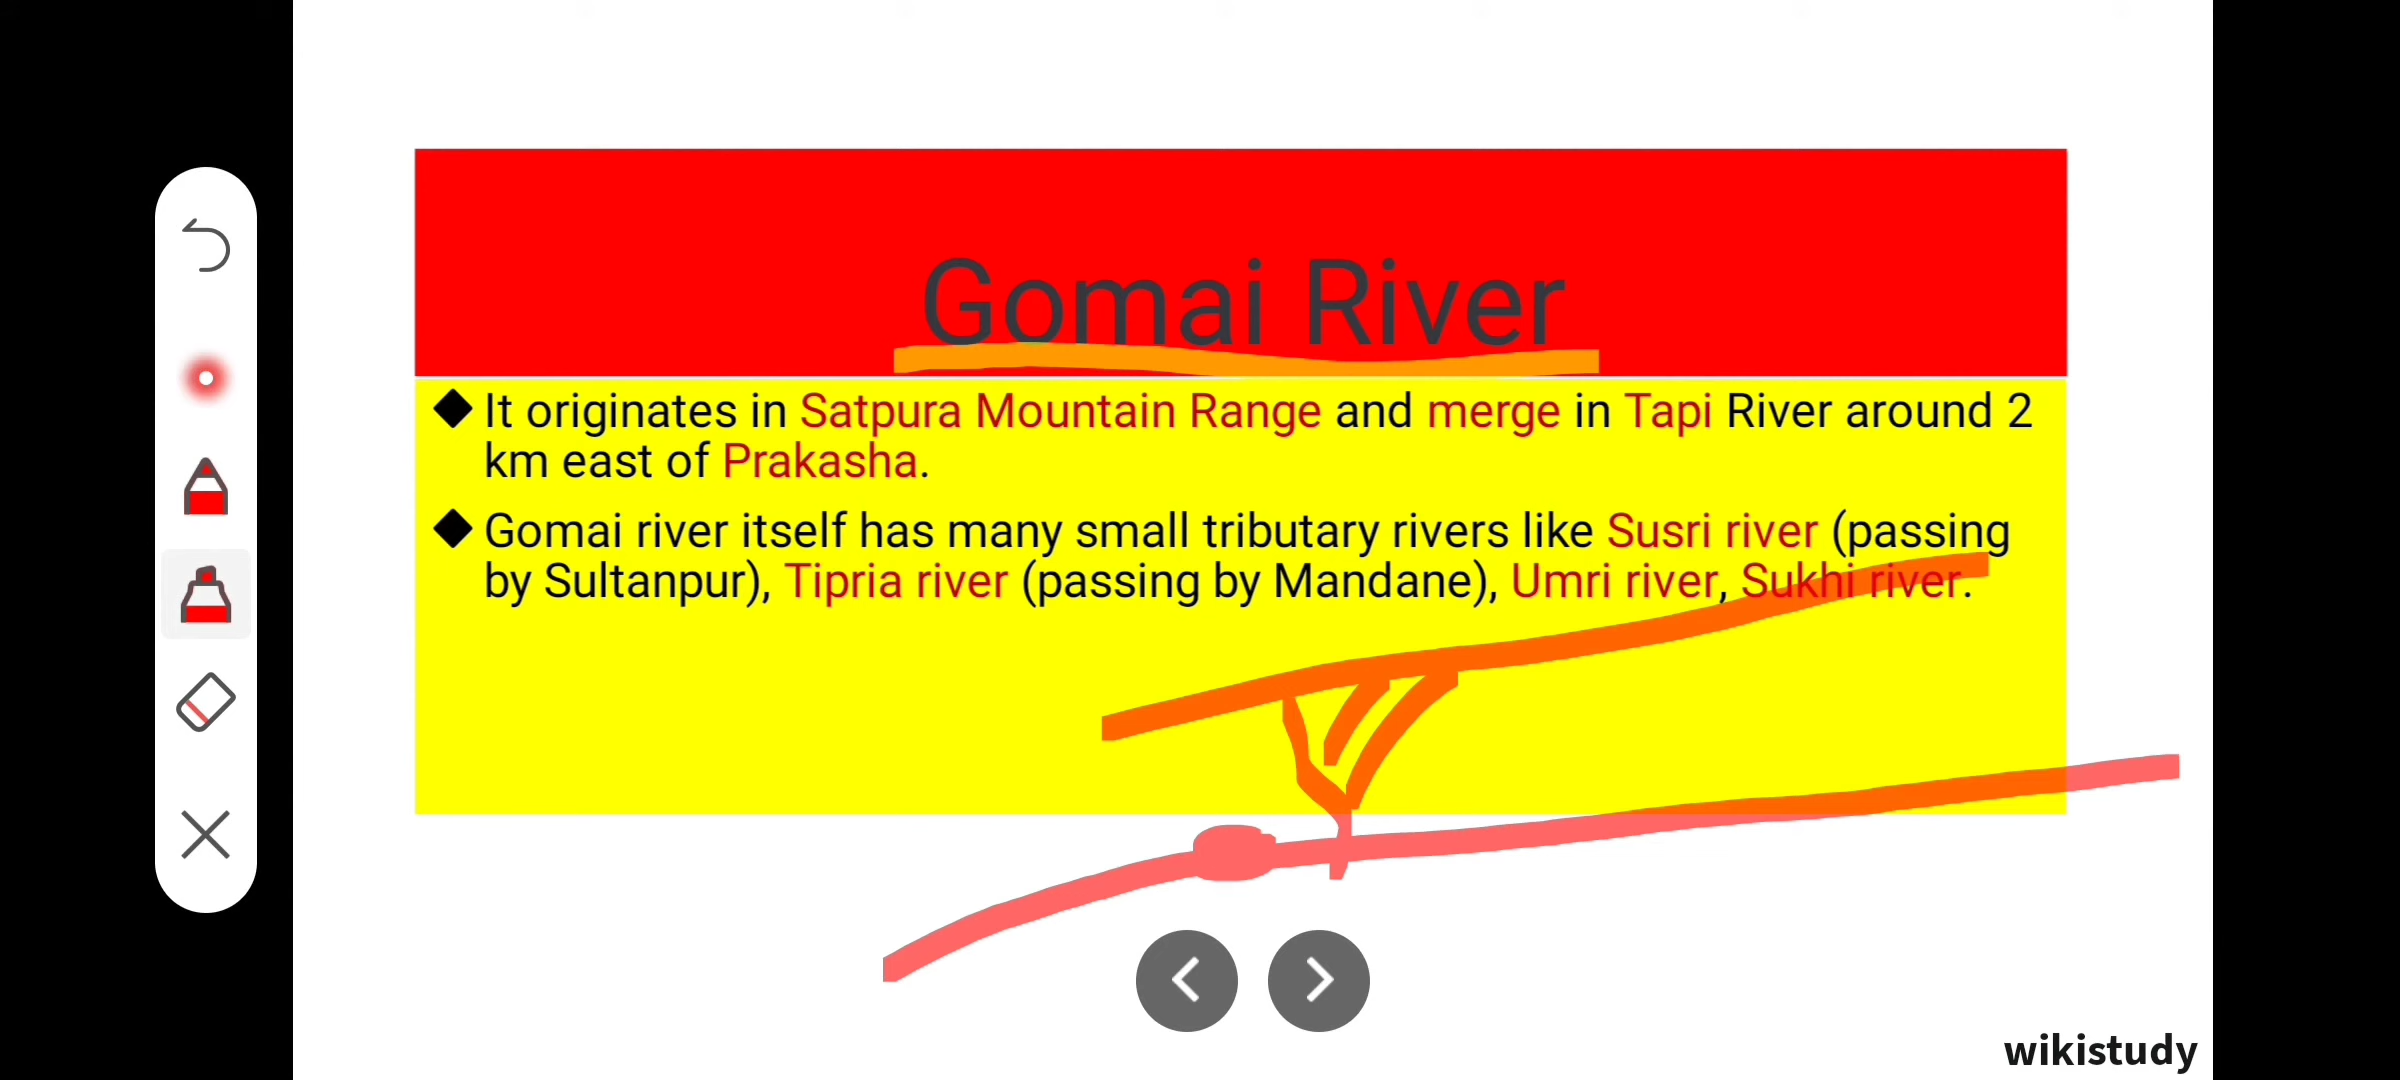 Gomai River
◆ It originates in Satpura Mountain Range and merge in Tapi River around 2
km east of Prakasha.
◆ Gomai river itself has many small tributary rivers like Susri river (passing
by Sultanpur), Tipria river (passing by Mandane), Umri river, Sukhi river.
wikistudy